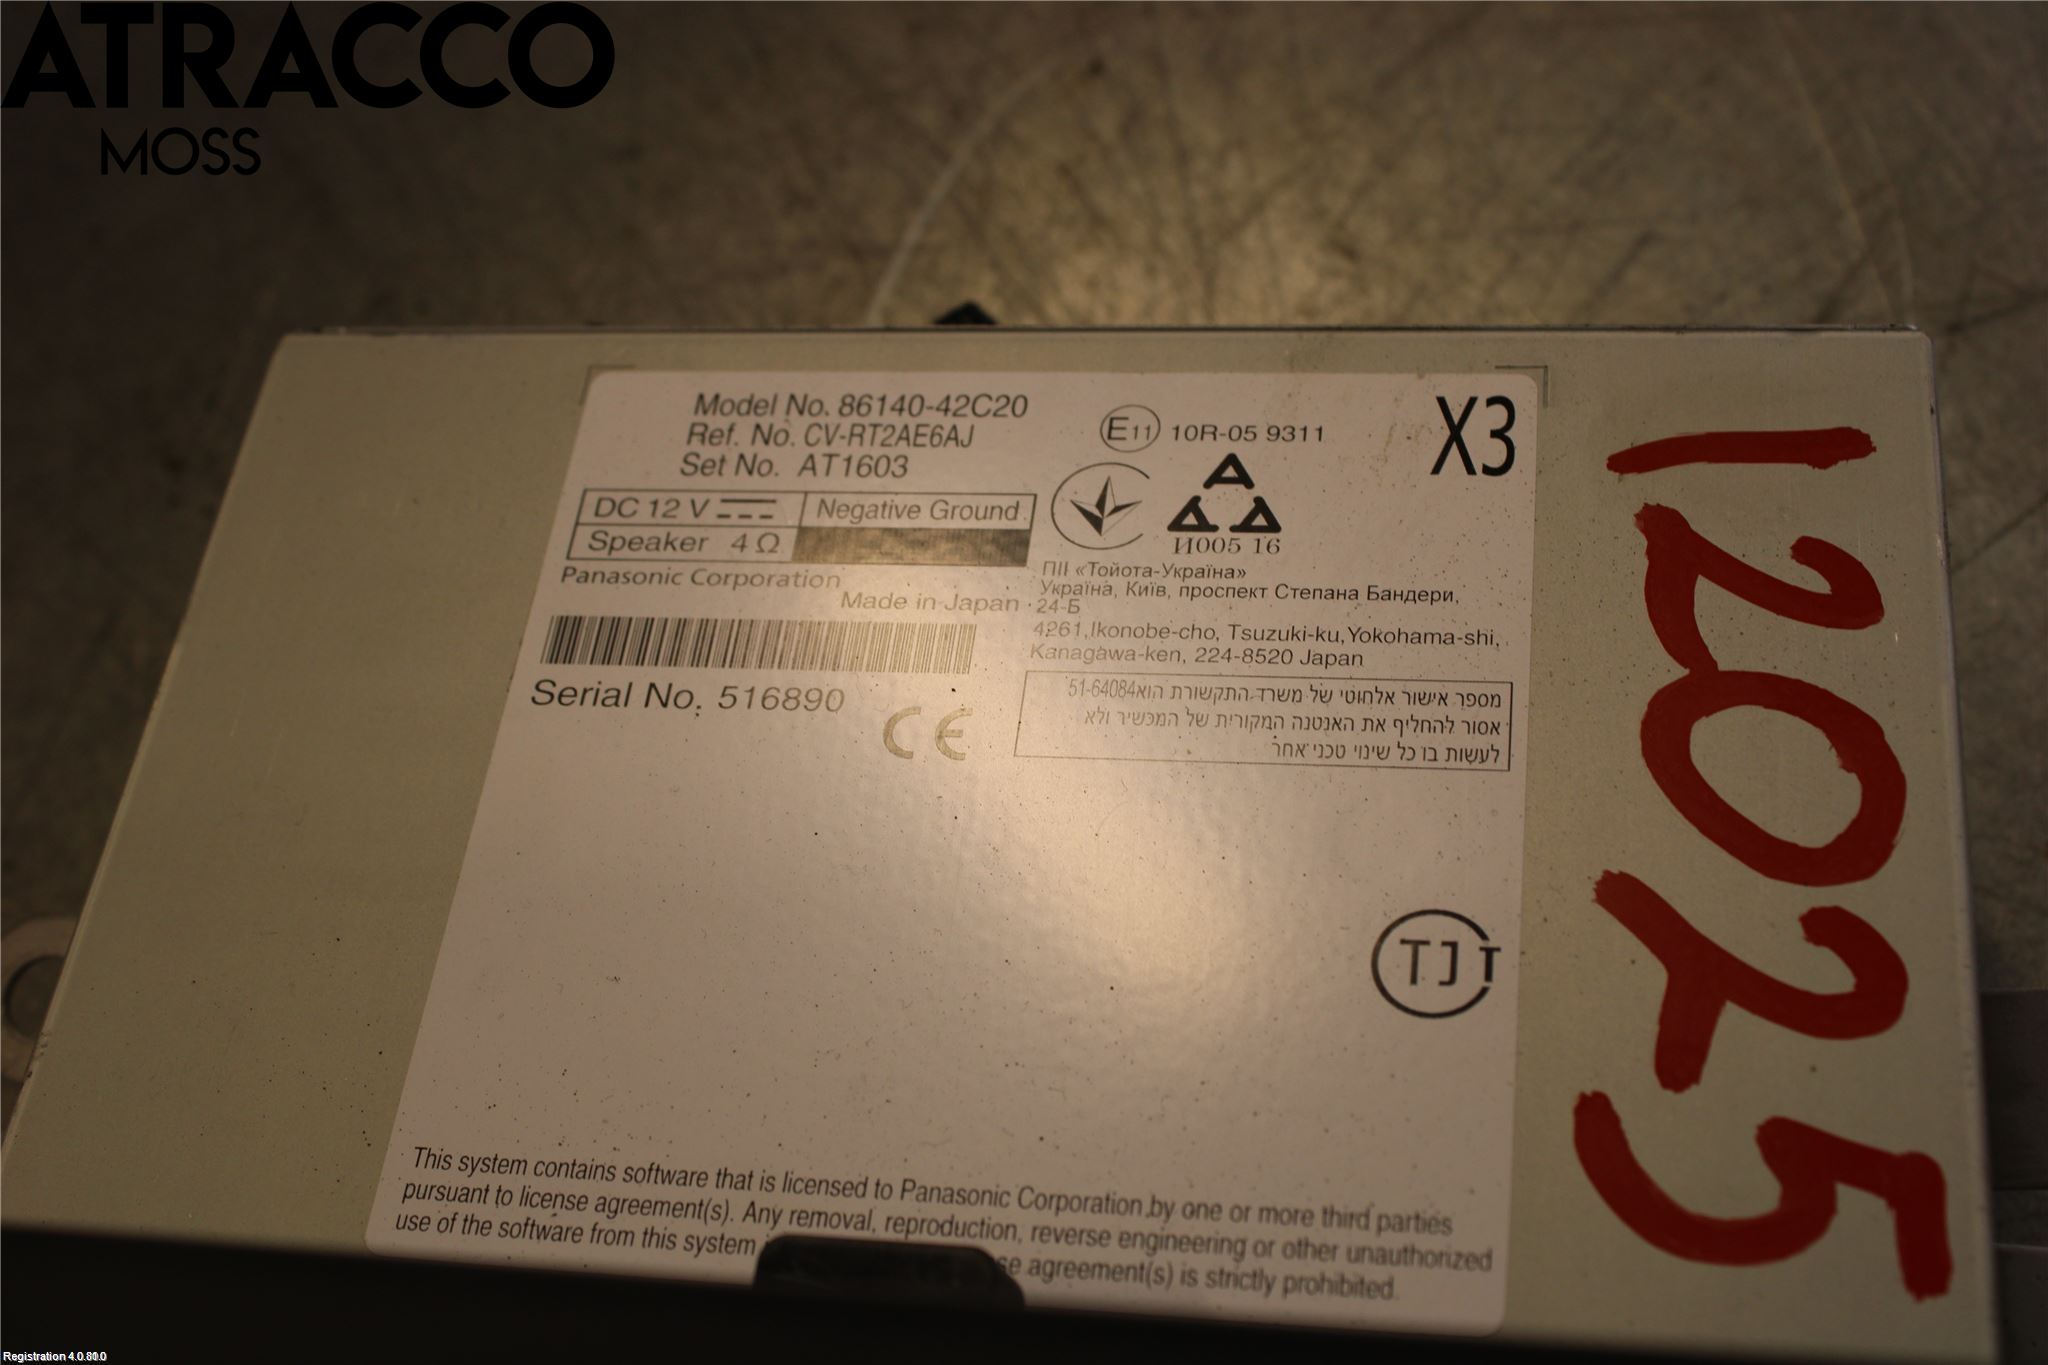 ATRACCO
MOSS
Model No. 86140-42C20
Ref. No. CV-RT2AE6AJ
Set No. AT1603
E11 10R-05 9311
X3
DC 12 V Negative Ground
Speaker 4 Ω
И005 16
Panasonic Corporation
Made in Japan
ПІІ «Тойота-Україна»
Україна, Київ, проспект Степана Бандери,
24-Б
4261,Ikonobe-cho, Tsuzuki-ku,Yokohama-shi,
Kanagawa-ken, 224-8520 Japan
Serial No. 516890
CE
מספר אישור אלחוטי של משרד התקשורת הוא51-64084
אסור להחליף את האנטנה המקורית של המכשיר ולא
לעשות בו כל שינוי טכני אחר
TJT
This system contains software that is licensed to Panasonic Corporation by one or more third parties
pursuant to license agreement(s). Any removal, reproduction, reverse engineering or other unauthorized
use of the software from this system agreement(s) is strictly prohibited.
12075